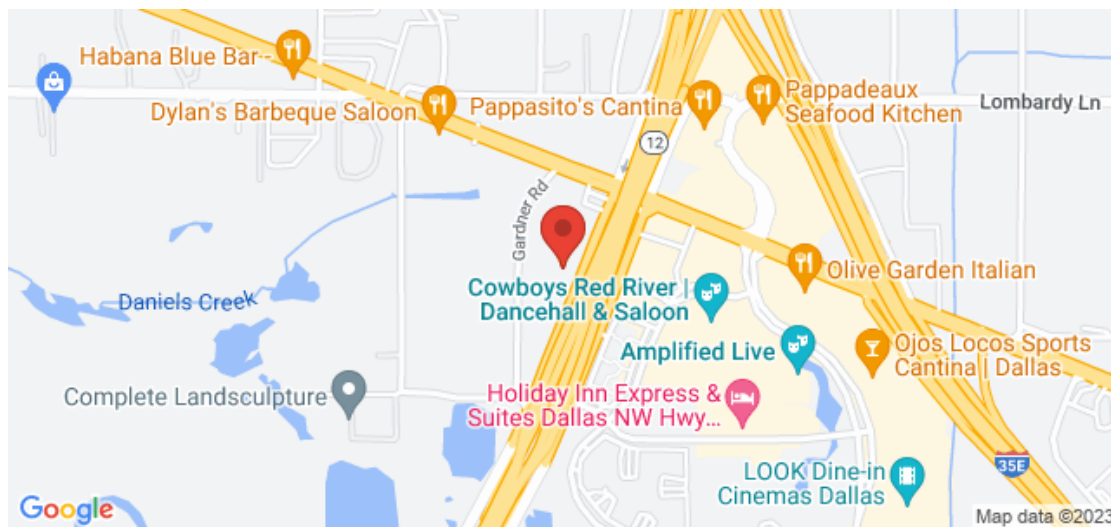 Habana Blue Bar -
Dylan's Barbeque Saloon
Pappasito's Cantina
Pappadeaux
Seafood Kitchen
Lombardy Ln
12
Gardner Rd
Daniels Creek
Cowboys Red River |
Dancehall & Saloon
Olive Garden Italian
Amplified Live
Ojos Locos Sports
Cantina | Dallas
Complete Landsculpture
Holiday Inn Express &
Suites Dallas NW Hwy...
LOOK Dine-in
Cinemas Dallas
35E
Google
Map data ©2023